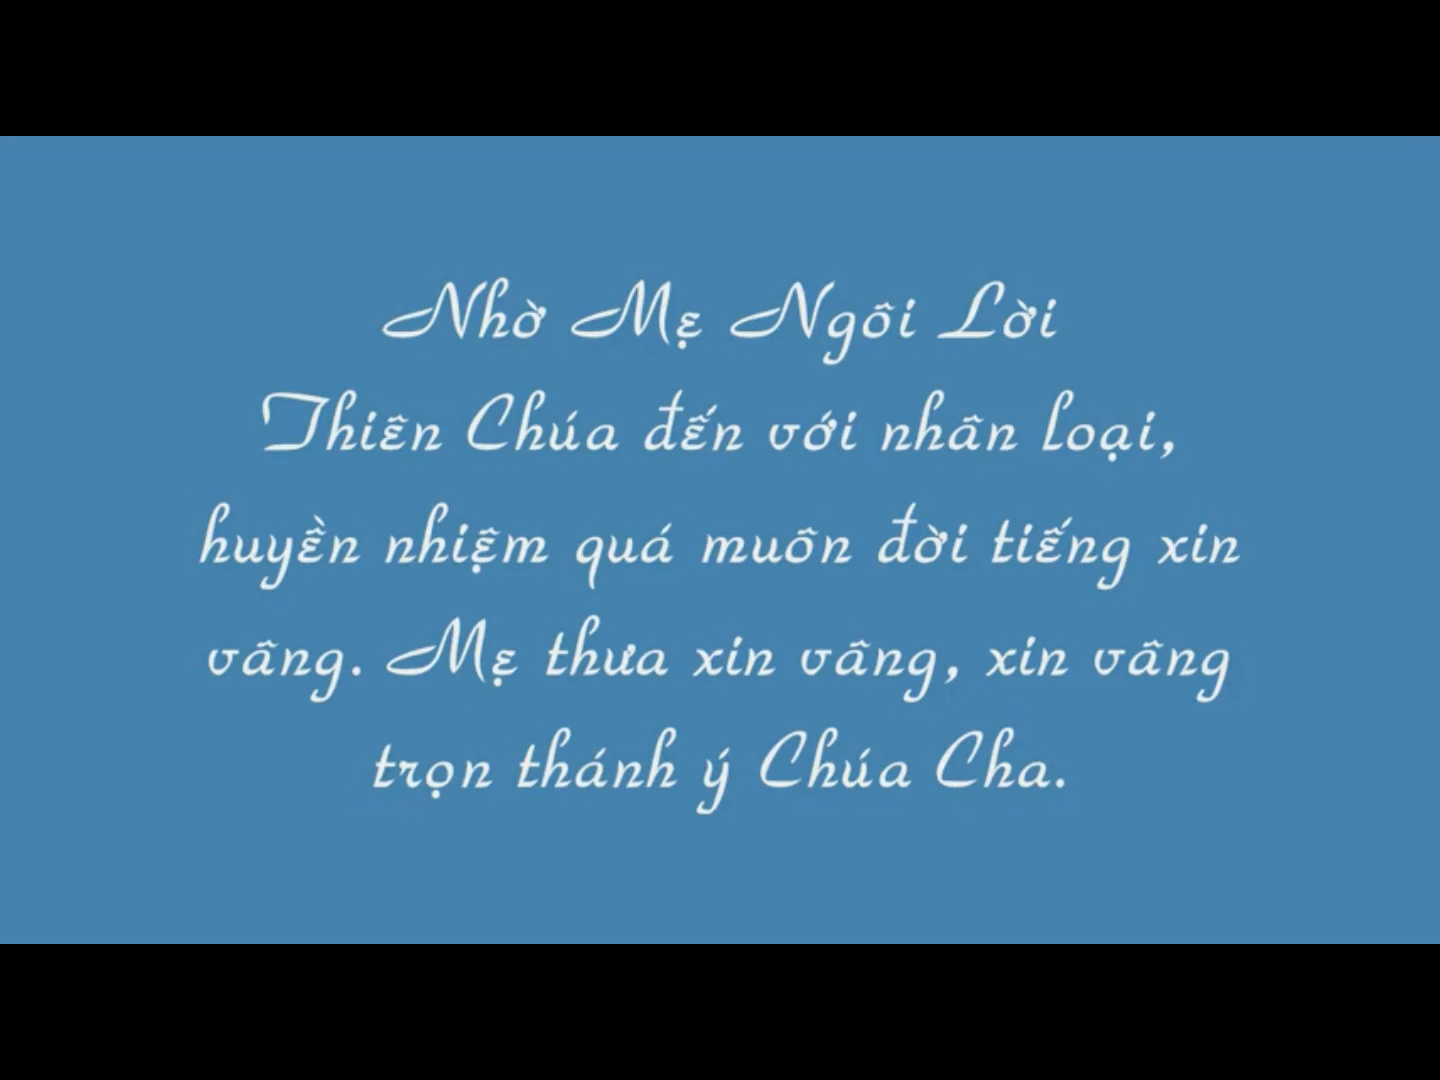 Nhờ Mẹ Ngôi Lời
Thiên Chúa đến với nhân loại,
huyền nhiệm quá muôn đời tiếng xin
vâng. Mẹ thưa xin vâng, xin vâng
trọn thánh ý Chúa Cha.